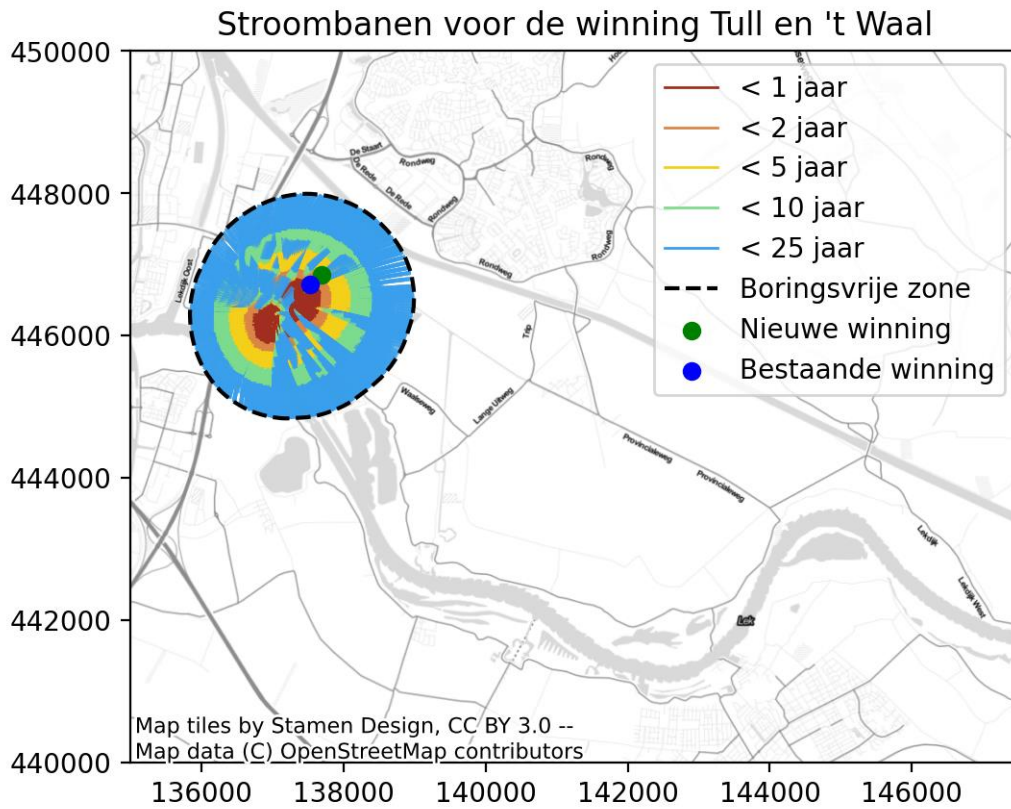 Stroombanen voor de winning Tull en 't Waal
450000
448000
446000
444000
442000
440000
136000
138000
140000
142000
144000
146000
< 1 jaar
< 2 jaar
< 5 jaar
< 10 jaar
< 25 jaar
Boringsvrije zone
Nieuwe winning
Bestaande winning
De Staart
Rondweg
De Rede
De Rede
Rondweg
Rondweg
Rondweg
Rondweg
Lekdijk Oost
Trip
Waalseweg
Lange Uitweg
Provincialeweg
Provincialeweg
Lekdijk
Lekdijk West
Lek
Map tiles by Stamen Design, CC BY 3.0 --
Map data (C) OpenStreetMap contributors